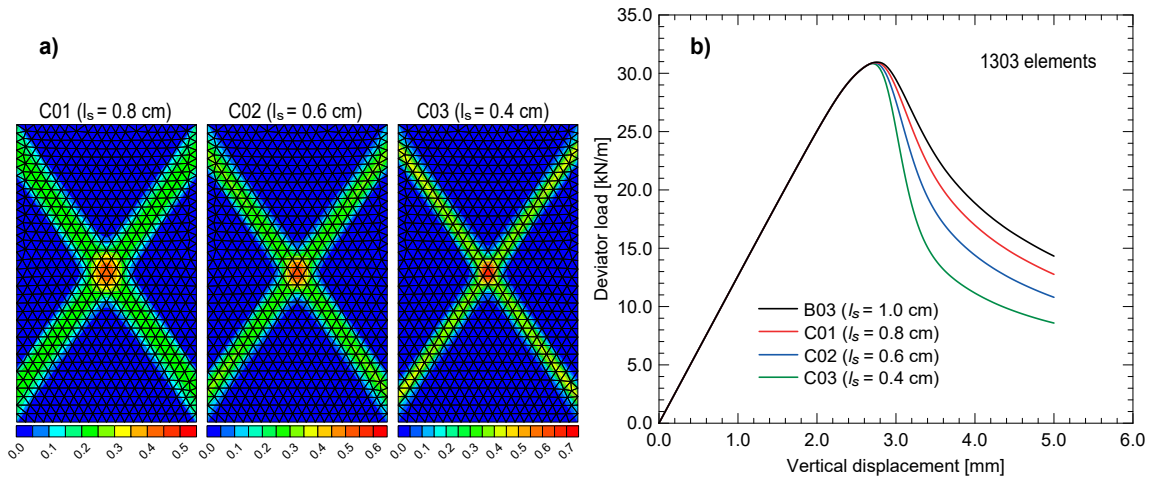 a)
C01 (lₛ = 0.8 cm) C02 (lₛ = 0.6 cm) C03 (lₛ = 0.4 cm)
0.0 0.1 0.2 0.2 0.3 0.4 0.5
0.0 0.1 0.2 0.3 0.4 0.5 0.6
0.0 0.1 0.2 0.3 0.4 0.5 0.6 0.7
b)
1303 elements
Deviator load [kN/m]
35.0
30.0
25.0
20.0
15.0
10.0
5.0
0.0
B03 (lₛ = 1.0 cm)
C01 (lₛ = 0.8 cm)
C02 (lₛ = 0.6 cm)
C03 (lₛ = 0.4 cm)
0.0 1.0 2.0 3.0 4.0 5.0 6.0
Vertical displacement [mm]